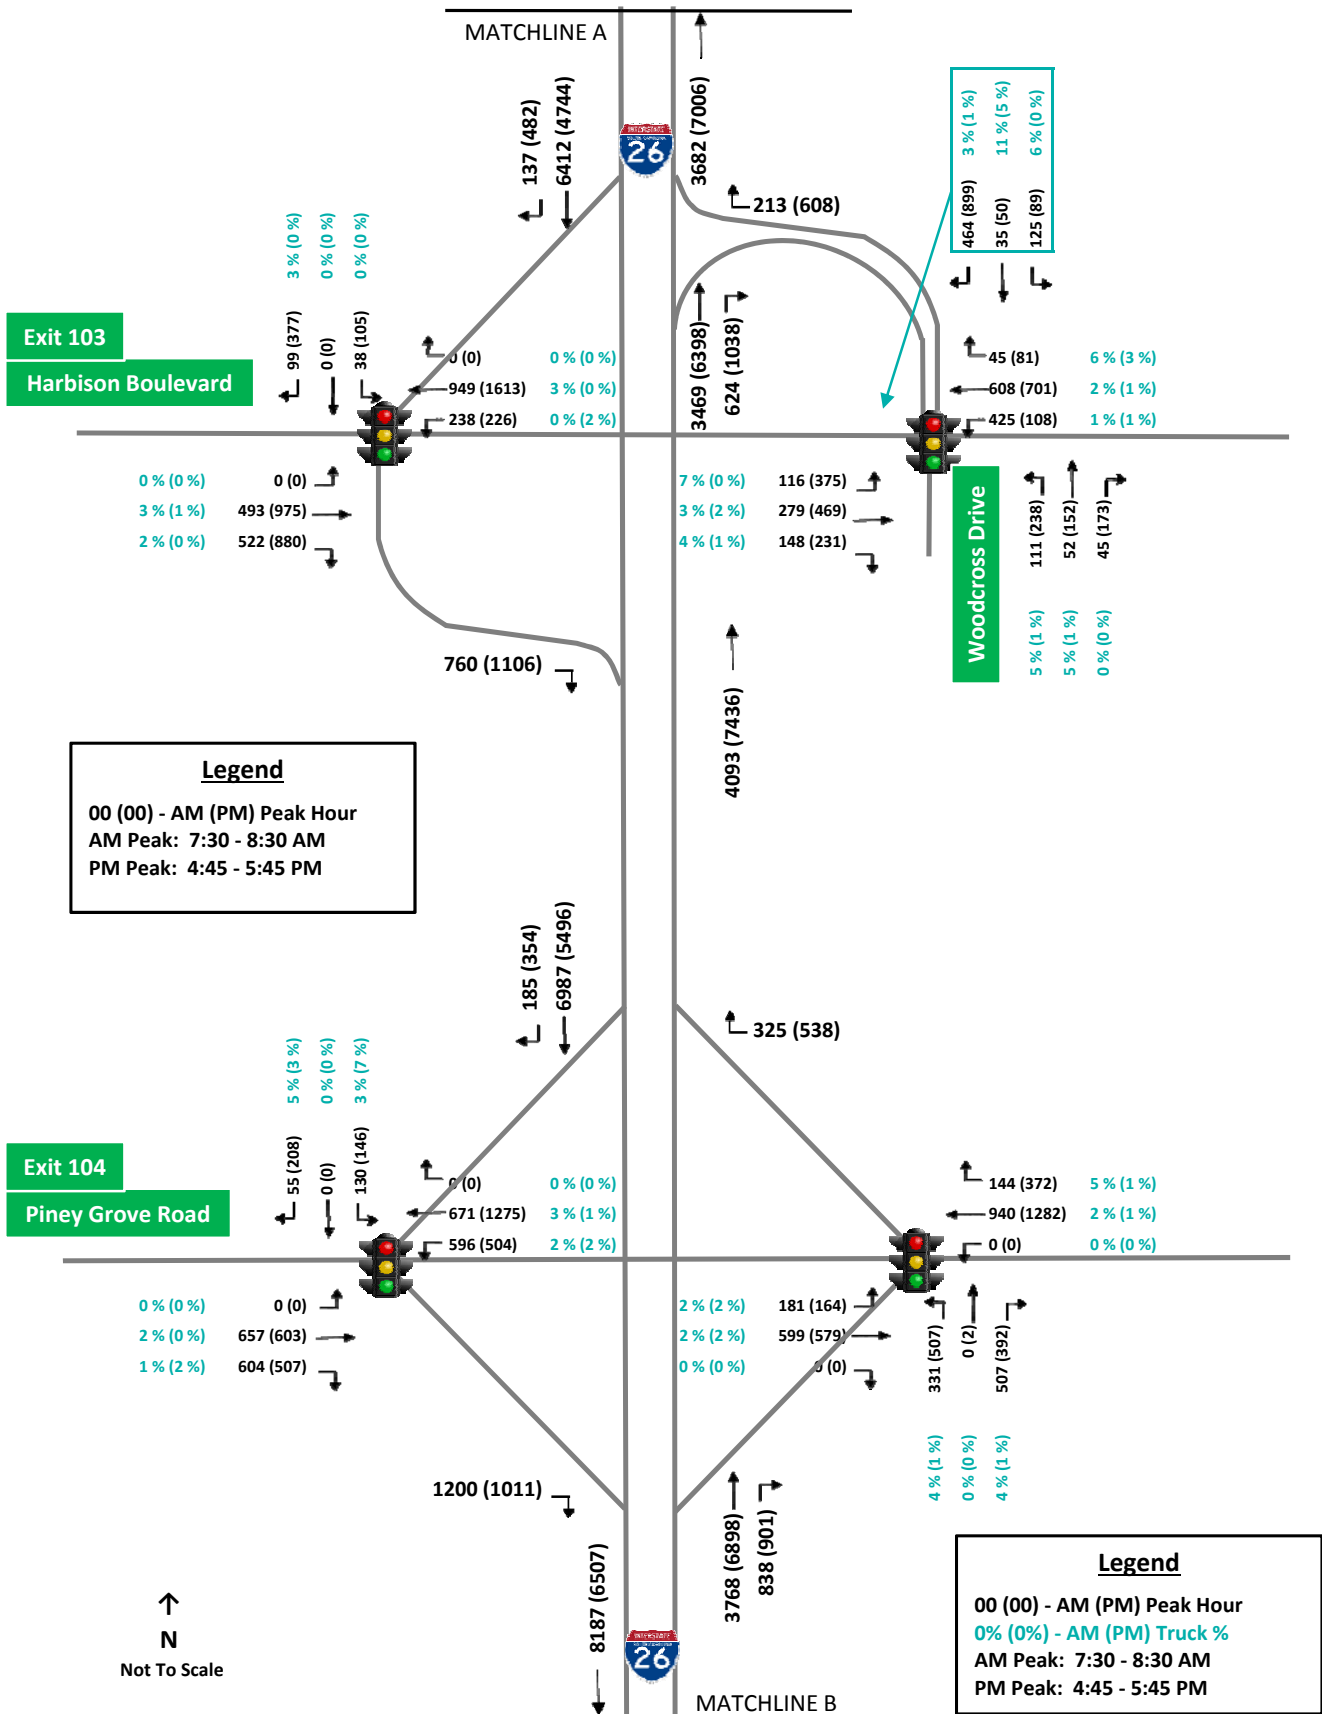 MATCHLINE A
INTERSTATE
SOUTH CAROLINA
26
137 (482)
6412 (4744)
3682 (7006)
213 (608)
3 % (1 %)
11 % (5 %)
6 % (0 %)
464 (899)
35 (50)
125 (89)
3 % (0 %)
0 % (0 %)
0 % (0 %)
99 (377)
0 (0)
38 (105)
Exit 103
Harbison Boulevard
0 (0) 0 % (0 %)
949 (1613) 3 % (0 %)
238 (226) 0 % (2 %)
3469 (6398)
624 (1038)
45 (81) 6 % (3 %)
608 (701) 2 % (1 %)
425 (108) 1 % (1 %)
0 % (0 %) 0 (0)
3 % (1 %) 493 (975)
2 % (0 %) 522 (880)
7 % (0 %) 116 (375)
3 % (2 %) 279 (469)
4 % (1 %) 148 (231)
Woodcross Drive
111 (238)
52 (152)
45 (173)
5 % (1 %)
5 % (1 %)
0 % (0 %)
760 (1106)
4093 (7436)
Legend
00 (00) - AM (PM) Peak Hour
AM Peak: 7:30 - 8:30 AM
PM Peak: 4:45 - 5:45 PM
185 (354)
6987 (5496)
325 (538)
5 % (3 %)
0 % (0 %)
3 % (7 %)
55 (208)
0 (0)
130 (146)
Exit 104
Piney Grove Road
0 (0) 0 % (0 %)
671 (1275) 3 % (1 %)
596 (504) 2 % (2 %)
144 (372) 5 % (1 %)
940 (1282) 2 % (1 %)
0 (0) 0 % (0 %)
0 % (0 %) 0 (0)
2 % (0 %) 657 (603)
1 % (2 %) 604 (507)
2 % (2 %) 181 (164)
2 % (2 %) 599 (579)
0 % (0 %) 0 (0)
331 (507)
0 (2)
507 (392)
4 % (1 %)
0 % (0 %)
4 % (1 %)
1200 (1011)
8187 (6507)
3768 (6898)
838 (901)
INTERSTATE
26
MATCHLINE B
N
Not To Scale
Legend
00 (00) - AM (PM) Peak Hour
0% (0%) - AM (PM) Truck %
AM Peak: 7:30 - 8:30 AM
PM Peak: 4:45 - 5:45 PM